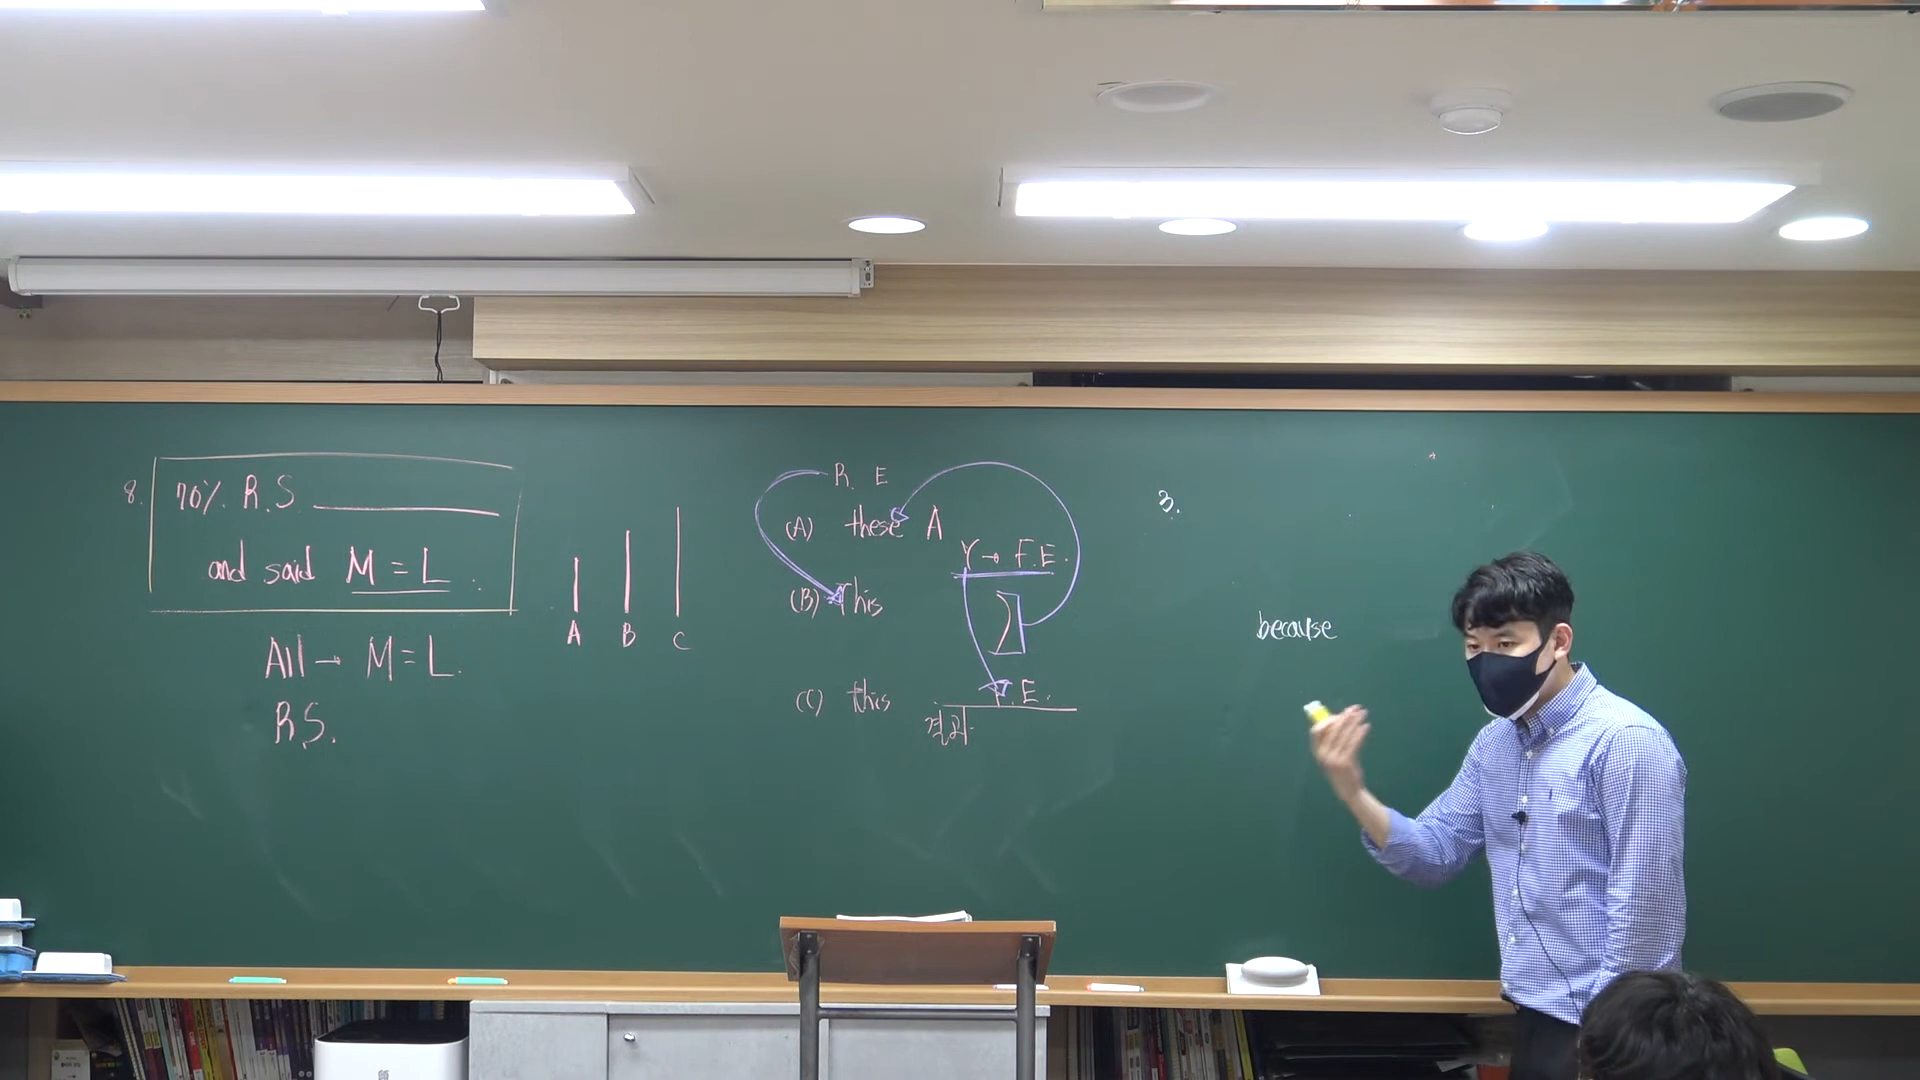 8. 70% R.S
and said M = L.
All → M = L.
R.S.
A B C
R. E
(A) these A
Y → F.E.
(B) This
(C) this F.E.
결과
3.
because